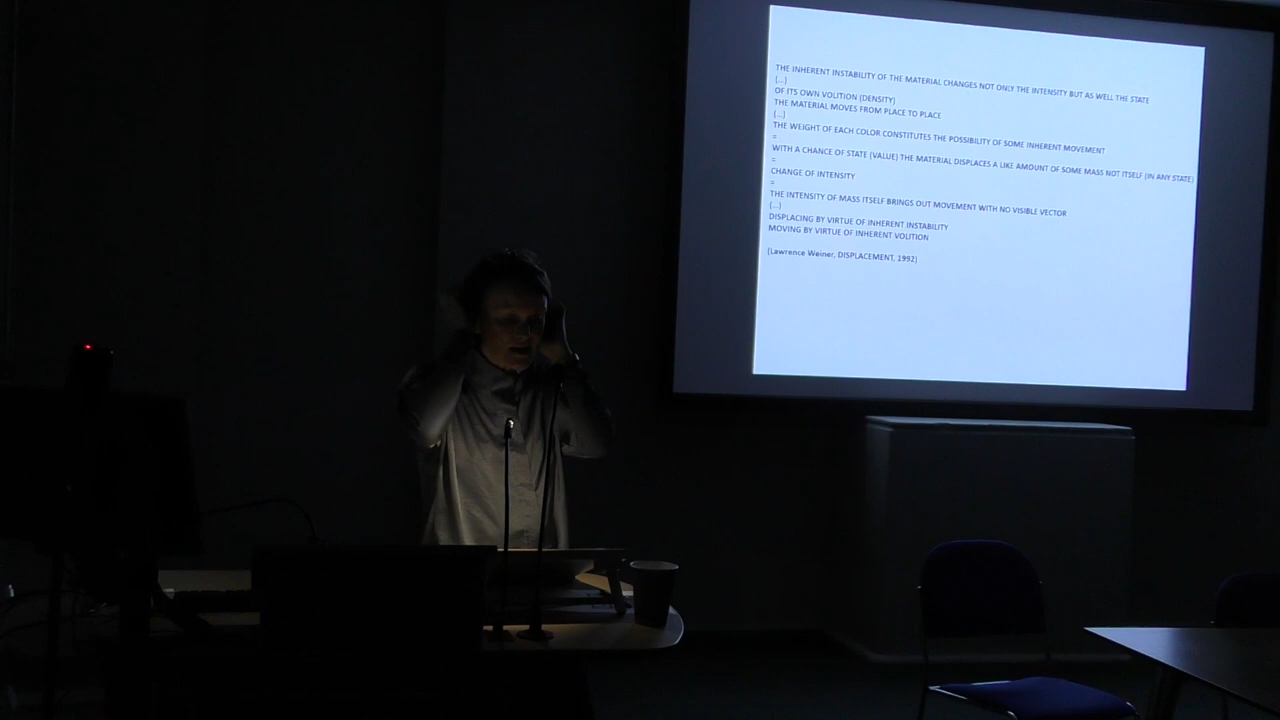 THE INHERENT INSTABILITY OF THE MATERIAL CHANGES NOT ONLY THE INTENSITY BUT AS WELL THE STATE
(...)
OF ITS OWN VOLITION (DENSITY)
THE MATERIAL MOVES FROM PLACE TO PLACE
(...)
THE WEIGHT OF EACH COLOR CONSTITUTES THE POSSIBILITY OF SOME INHERENT MOVEMENT
=
WITH A CHANCE OF STATE (VALUE) THE MATERIAL DISPLACES A LIKE AMOUNT OF SOME MASS NOT ITSELF (IN ANY STATE)
=
CHANGE OF INTENSITY
=
THE INTENSITY OF MASS ITSELF BRINGS OUT MOVEMENT WITH NO VISIBLE VECTOR
(...)
DISPLACING BY VIRTUE OF INHERENT INSTABILITY
MOVING BY VIRTUE OF INHERENT VOLITION
(Lawrence Weiner, DISPLACEMENT, 1992)